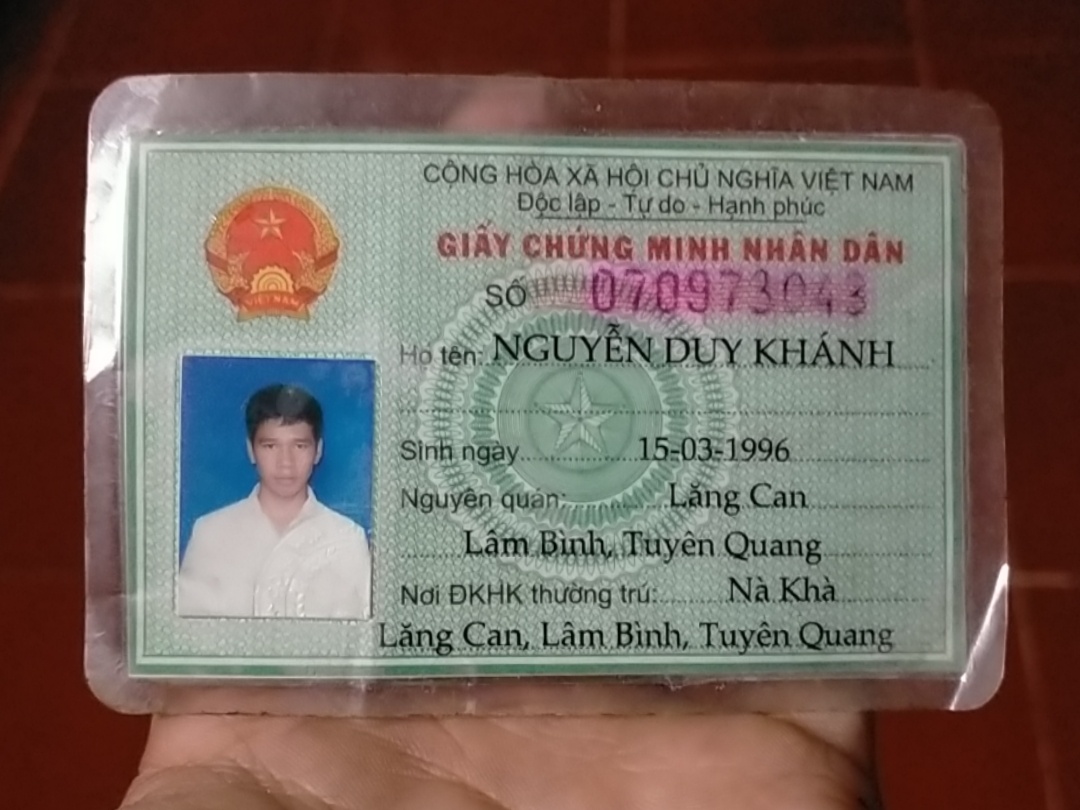 CỘNG HÒA XÃ HỘI CHỦ NGHĨA VIỆT NAM
Độc lập - Tự do - Hạnh phúc
GIẤY CHỨNG MINH NHÂN DÂN
SỐ 070973043
VIỆT NAM
Họ tên: NGUYỄN DUY KHÁNH
Sinh ngày 15-03-1996
Nguyên quán: Lăng Can
Lâm Bình, Tuyên Quang
Nơi ĐKHK thường trú: Nà Khà
Lăng Can, Lâm Bình, Tuyên Quang